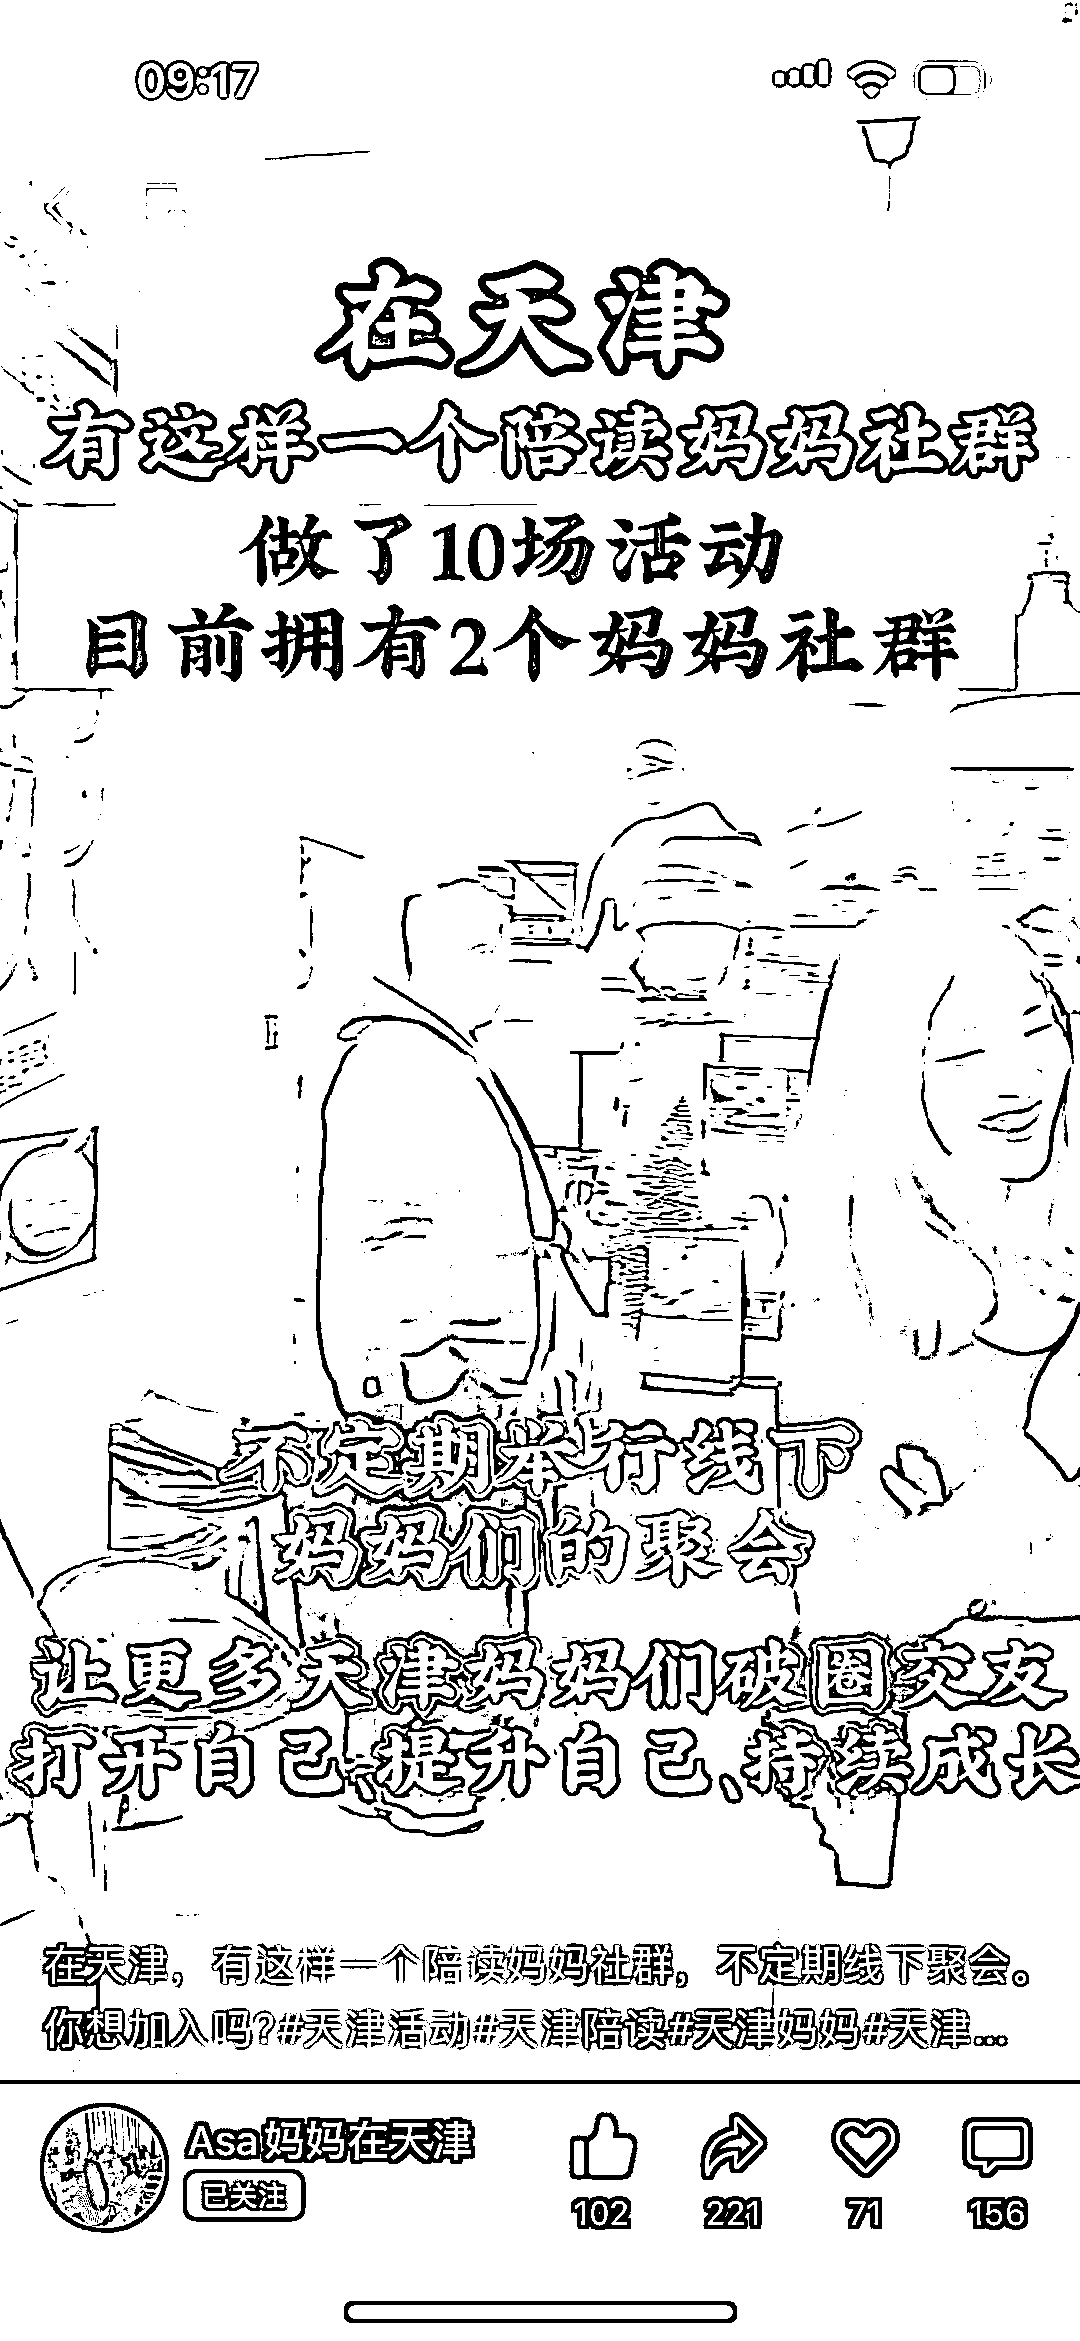 09:17
在天津
有这样一个陪读妈妈社群
做了10场活动
目前拥有2个妈妈社群
不定期举行线下
妈妈们的聚会
让更多天津妈妈们破圈交友
打开自己、提升自己、持续成长
在天津，有这样一个陪读妈妈社群，不定期线下聚会。
你想加入吗?#天津活动#天津陪读#天津妈妈#天津...
Asa妈妈在天津
已关注
102 221 71 156